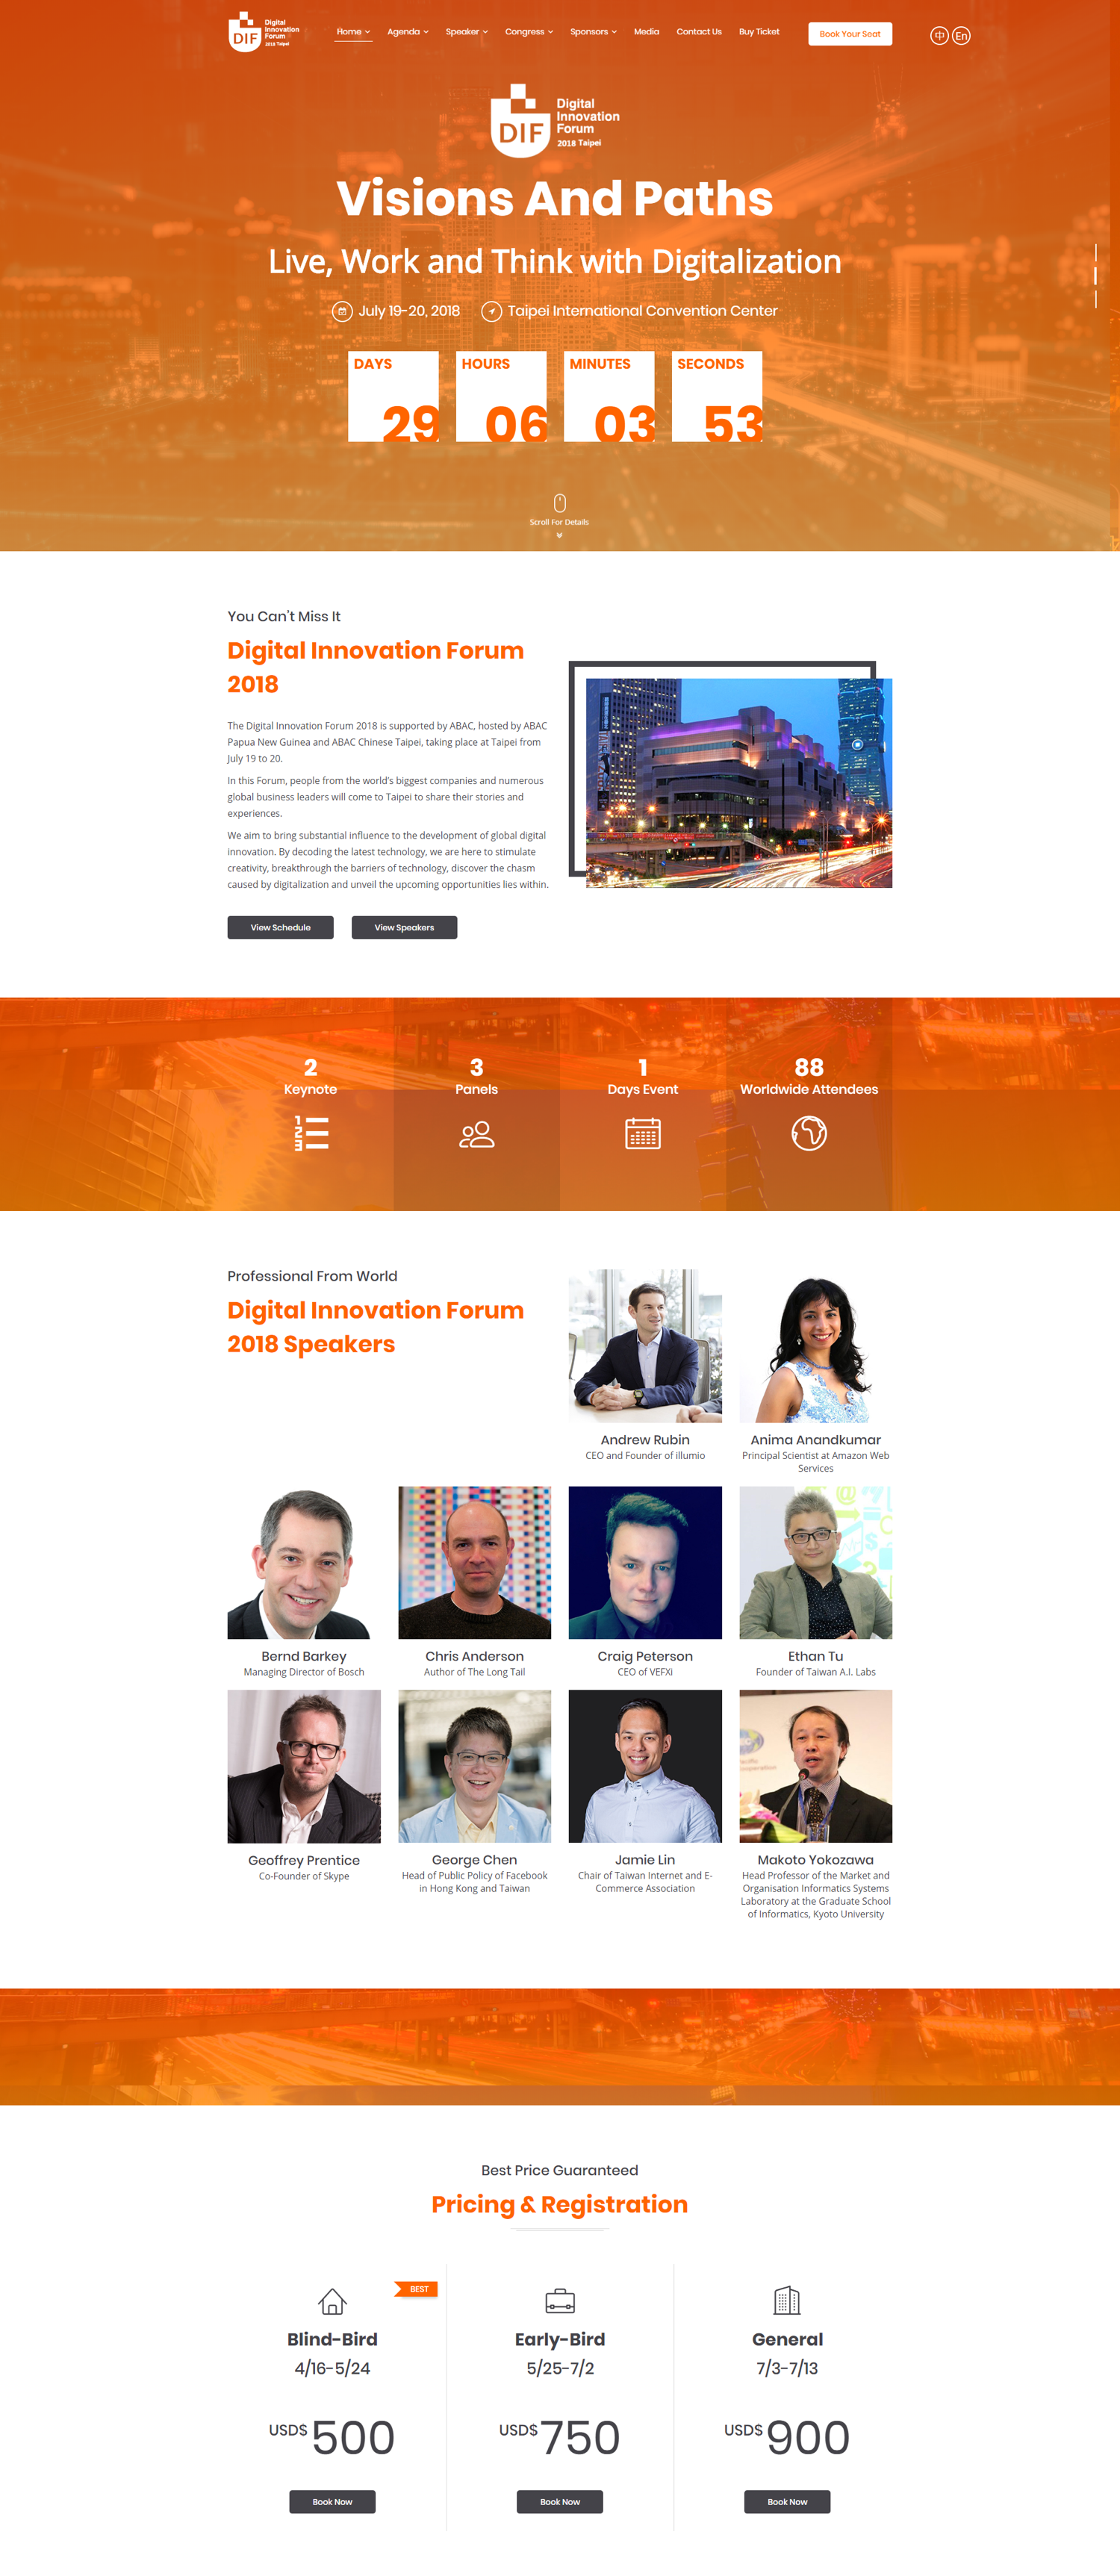 DIF
Digital
Innovation
Forum
2018 Taipei
Home
Agenda
Speaker
Congress
Sponsors
Media
Contact Us
Buy Ticket
Book Your Seat
中
En
DIF
Digital
Innovation
Forum
2018 Taipei
Visions And Paths
Live, Work and Think with Digitalization
July 19-20, 2018
Taipei International Convention Center
DAYS
HOURS
MINUTES
SECONDS
29
06
03
53
Scroll For Details
You Can't Miss It
Digital Innovation Forum
2018
The Digital Innovation Forum 2018 is supported by ABAC, hosted by ABAC
Papua New Guinea and ABAC Chinese Taipei, taking place at Taipei from
July 19 to 20.
In this Forum, people from the world's biggest companies and numerous
global business leaders will come to Taipei to share their stories and
experiences.
We aim to bring substantial influence to the development of global digital
innovation. By decoding the latest technology, we are here to stimulate
creativity, breakthrough the barriers of technology, discover the chasm
caused by digitalization and unveil the upcoming opportunities lies within.
View Schedule
View Speakers
2
Keynote
3
Panels
1
Days Event
88
Worldwide Attendees
Professional From World
Digital Innovation Forum
2018 Speakers
Andrew Rubin
CEO and Founder of illumio
Anima Anandkumar
Principal Scientist at Amazon Web
Services
Bernd Barkey
Managing Director of Bosch
Chris Anderson
Author of The Long Tail
Craig Peterson
CEO of VEFXi
Ethan Tu
Founder of Taiwan A.I. Labs
Geoffrey Prentice
Co-Founder of Skype
George Chen
Head of Public Policy of Facebook
in Hong Kong and Taiwan
Jamie Lin
Chair of Taiwan Internet and E-
Commerce Association
Makoto Yokozawa
Head Professor of the Market and
Organisation Informatics Systems
Laboratory at the Graduate School
of Informatics, Kyoto University
Best Price Guaranteed
Pricing & Registration
BEST
Blind-Bird
4/16-5/24
USD$ 500
Book Now
Early-Bird
5/25-7/2
USD$ 750
Book Now
General
7/3-7/13
USD$ 900
Book Now